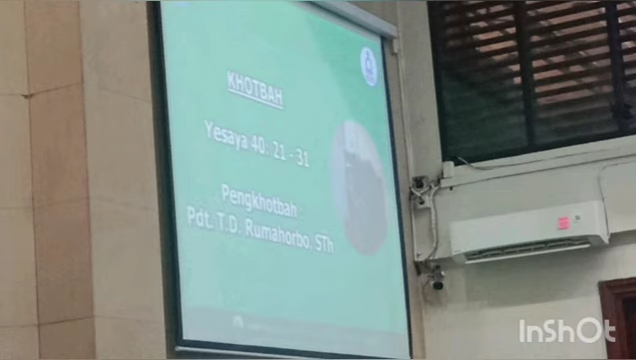 KHOTBAH
Yesaya 40: 21 - 31
Pengkhotbah
Pdt. T.D. Rumahorbo. STh
InShOt